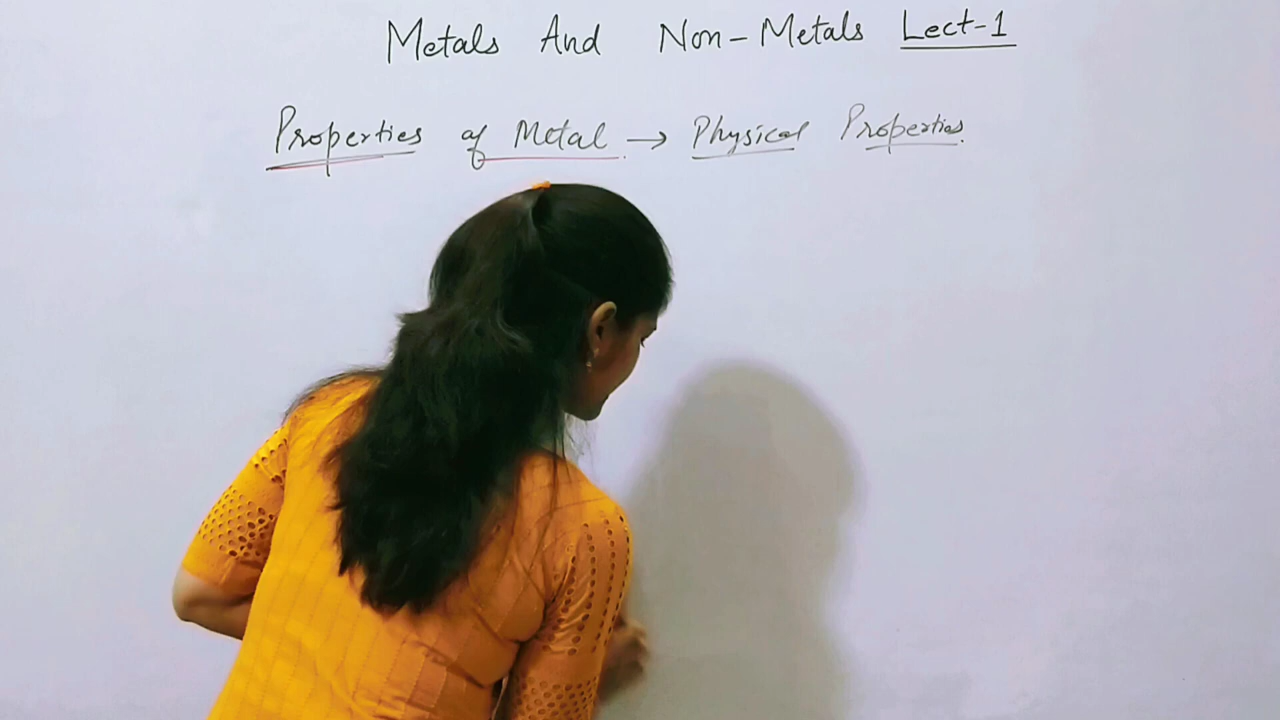 Metals And Non-Metals Lect-1
Properties of Metal → Physical Properties.